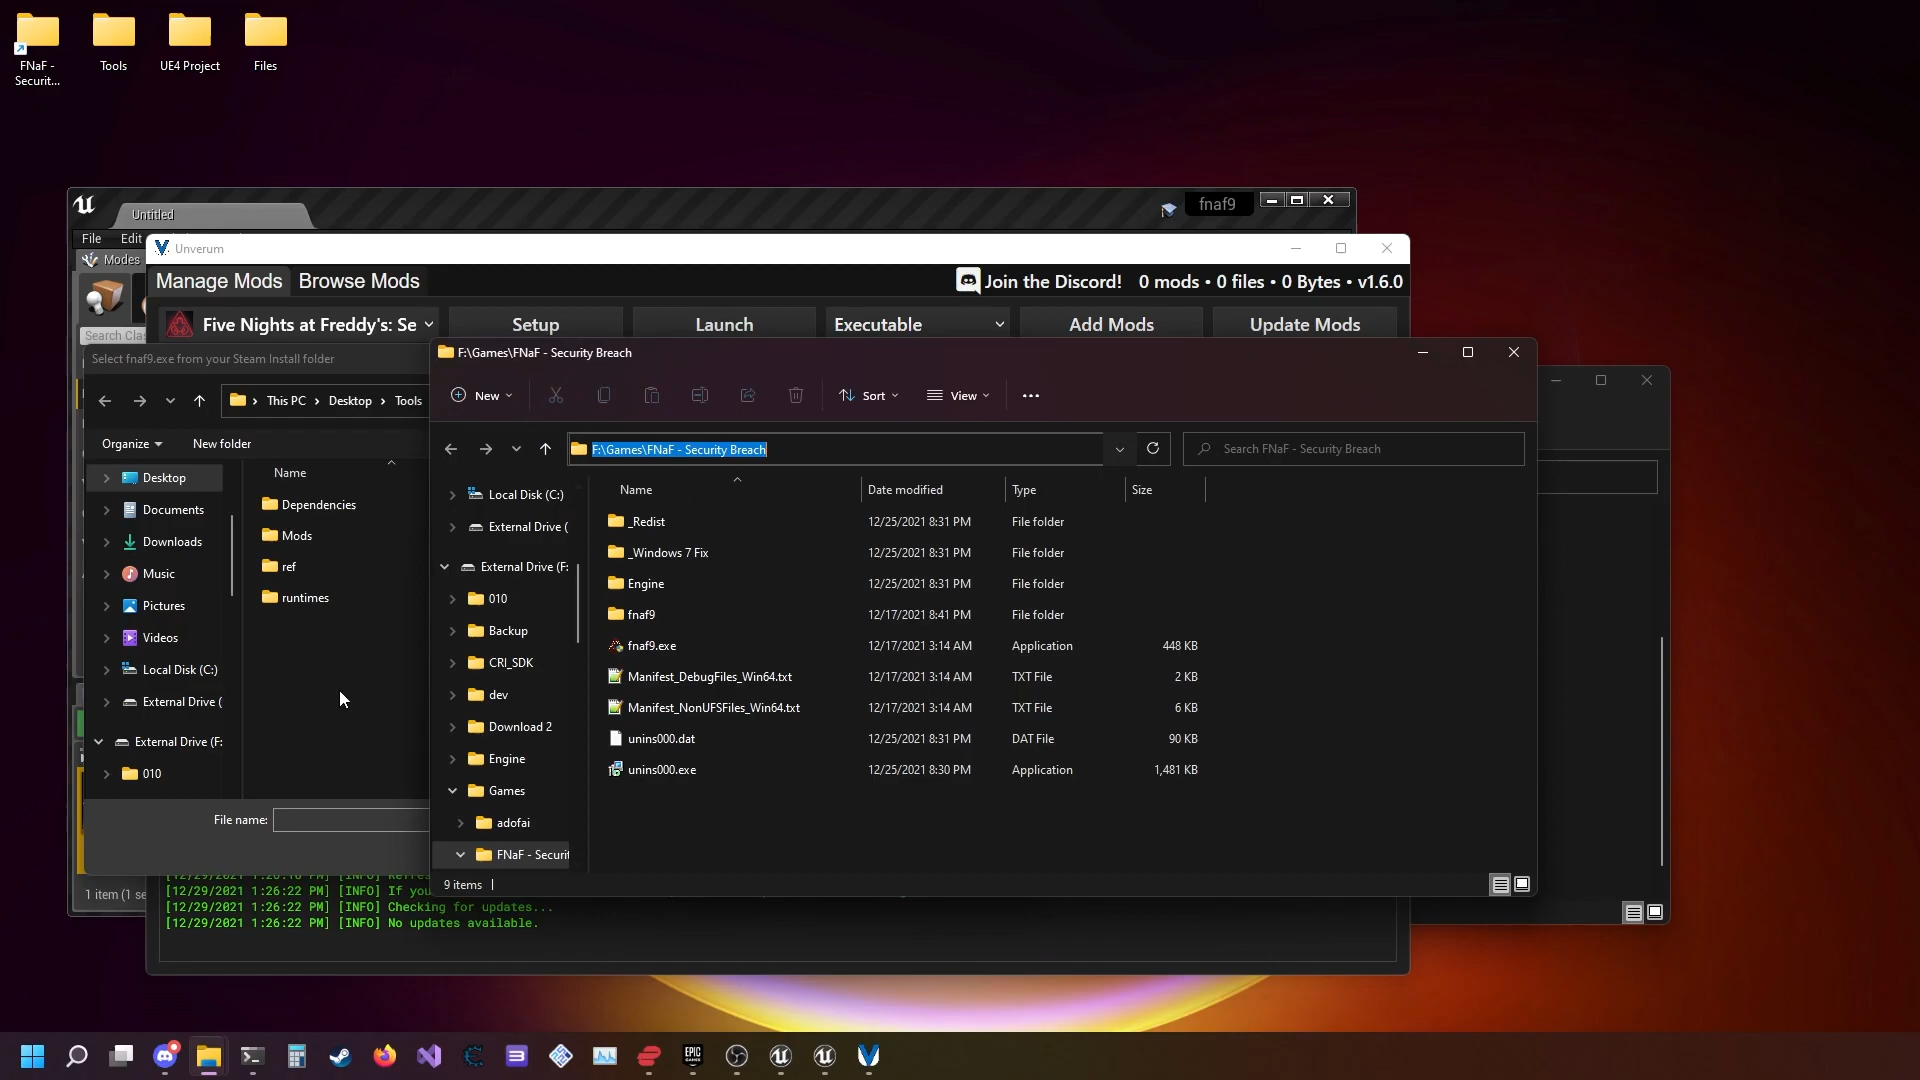 FNaF -
Securit...
Tools
UE4 Project
Files
Untitled
fnaf9
File
Edit
Modes
Search Clas
Unverum
Manage Mods
Browse Mods
Join the Discord!
0 mods • 0 files • 0 Bytes • v1.6.0
Five Nights at Freddy's: Se
Setup
Launch
Executable
Add Mods
Update Mods
Select fnaf9.exe from your Steam Install folder
This PC
Desktop
Tools
Organize
New folder
Name
Desktop
Documents
Downloads
Music
Pictures
Videos
Local Disk (C:)
External Drive (
External Drive (F:
010
Dependencies
Mods
ref
runtimes
File name:
F:\Games\FNaF - Security Breach
New
Sort
View
F:\Games\FNaF - Security Breach
Search FNaF - Security Breach
Local Disk (C:)
External Drive (
External Drive (F:
010
Backup
CRI_SDK
dev
Download 2
Engine
Games
adofai
FNaF - Securit
Name Date modified Type Size
_Redist 12/25/2021 8:31 PM File folder
_Windows 7 Fix 12/25/2021 8:31 PM File folder
Engine 12/25/2021 8:31 PM File folder
fnaf9 12/17/2021 8:41 PM File folder
fnaf9.exe 12/17/2021 3:14 AM Application 448 KB
Manifest_DebugFiles_Win64.txt 12/17/2021 3:14 AM TXT File 2 KB
Manifest_NonUFSFiles_Win64.txt 12/17/2021 3:14 AM TXT File 6 KB
unins000.dat 12/25/2021 8:31 PM DAT File 90 KB
unins000.exe 12/25/2021 8:30 PM Application 1,481 KB
9 items
1 item (1 se
[12/29/2021 1:26:22 PM] [INFO] If you
[12/29/2021 1:26:22 PM] [INFO] Checking for updates...
[12/29/2021 1:26:22 PM] [INFO] No updates available.
EPIC
GAMES